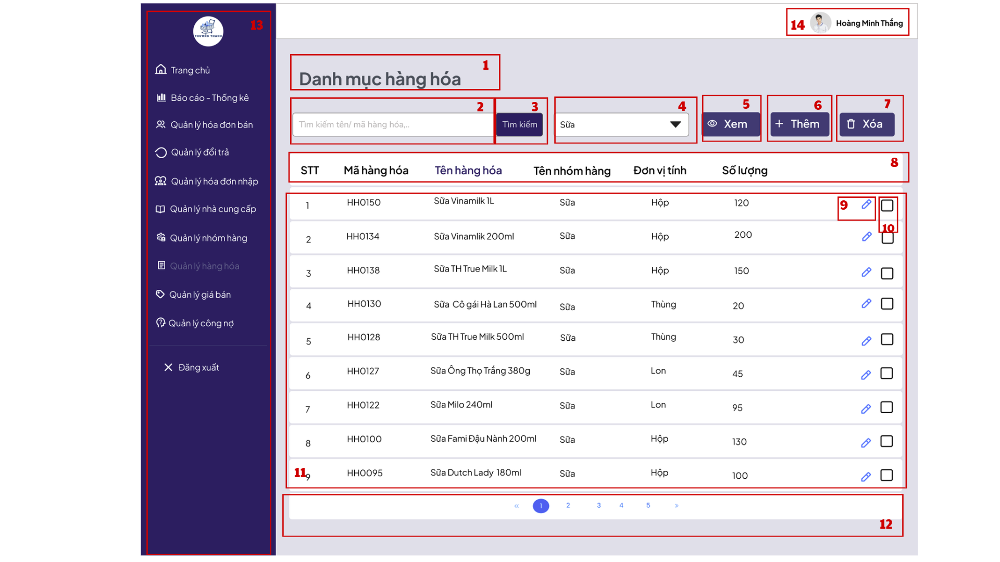 13
PHƯƠNG THANH
Trang chủ
Báo cáo - Thống kê
Quản lý hóa đơn bán
Quản lý đổi trả
Quản lý hóa đơn nhập
Quản lý nhà cung cấp
Quản lý nhóm hàng
Quản lý hàng hóa
Quản lý giá bán
Quản lý công nợ
Đăng xuất
14 Hoàng Minh Thắng
1
Danh mục hàng hóa
2 3 4 5 6 7
Tìm kiếm tên/ mã hàng hóa,.. Tìm kiếm Sữa Xem + Thêm Xóa
8
STT Mã hàng hóa Tên hàng hóa Tên nhóm hàng Đơn vị tính Số lượng
1 HH0150 Sữa Vinamilk 1L Sữa Hộp 120 9
10
2 HH0134 Sữa Vinamlik 200ml Sữa Hộp 200
3 HH0138 Sữa TH True Milk 1L Sữa Hộp 150
4 HH0130 Sữa Cô gái Hà Lan 500ml Sữa Thùng 20
5 HH0128 Sữa TH True Milk 500ml Sữa Thùng 30
6 HH0127 Sữa Ông Thọ Trắng 380g Sữa Lon 45
7 HH0122 Sữa Milo 240ml Sữa Lon 95
8 HH0100 Sữa Fami Đậu Nành 200ml Sữa Hộp 130
11 9 HH0095 Sữa Dutch Lady 180ml Sữa Hộp 100
« 1 2 3 4 5 »
12